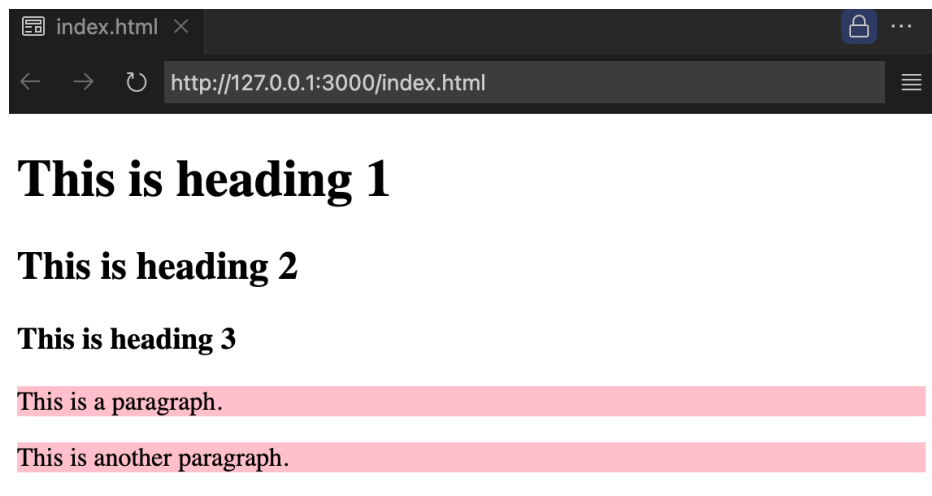 index.html
http://127.0.0.1:3000/index.html
This is heading 1
This is heading 2
This is heading 3
This is a paragraph.
This is another paragraph.